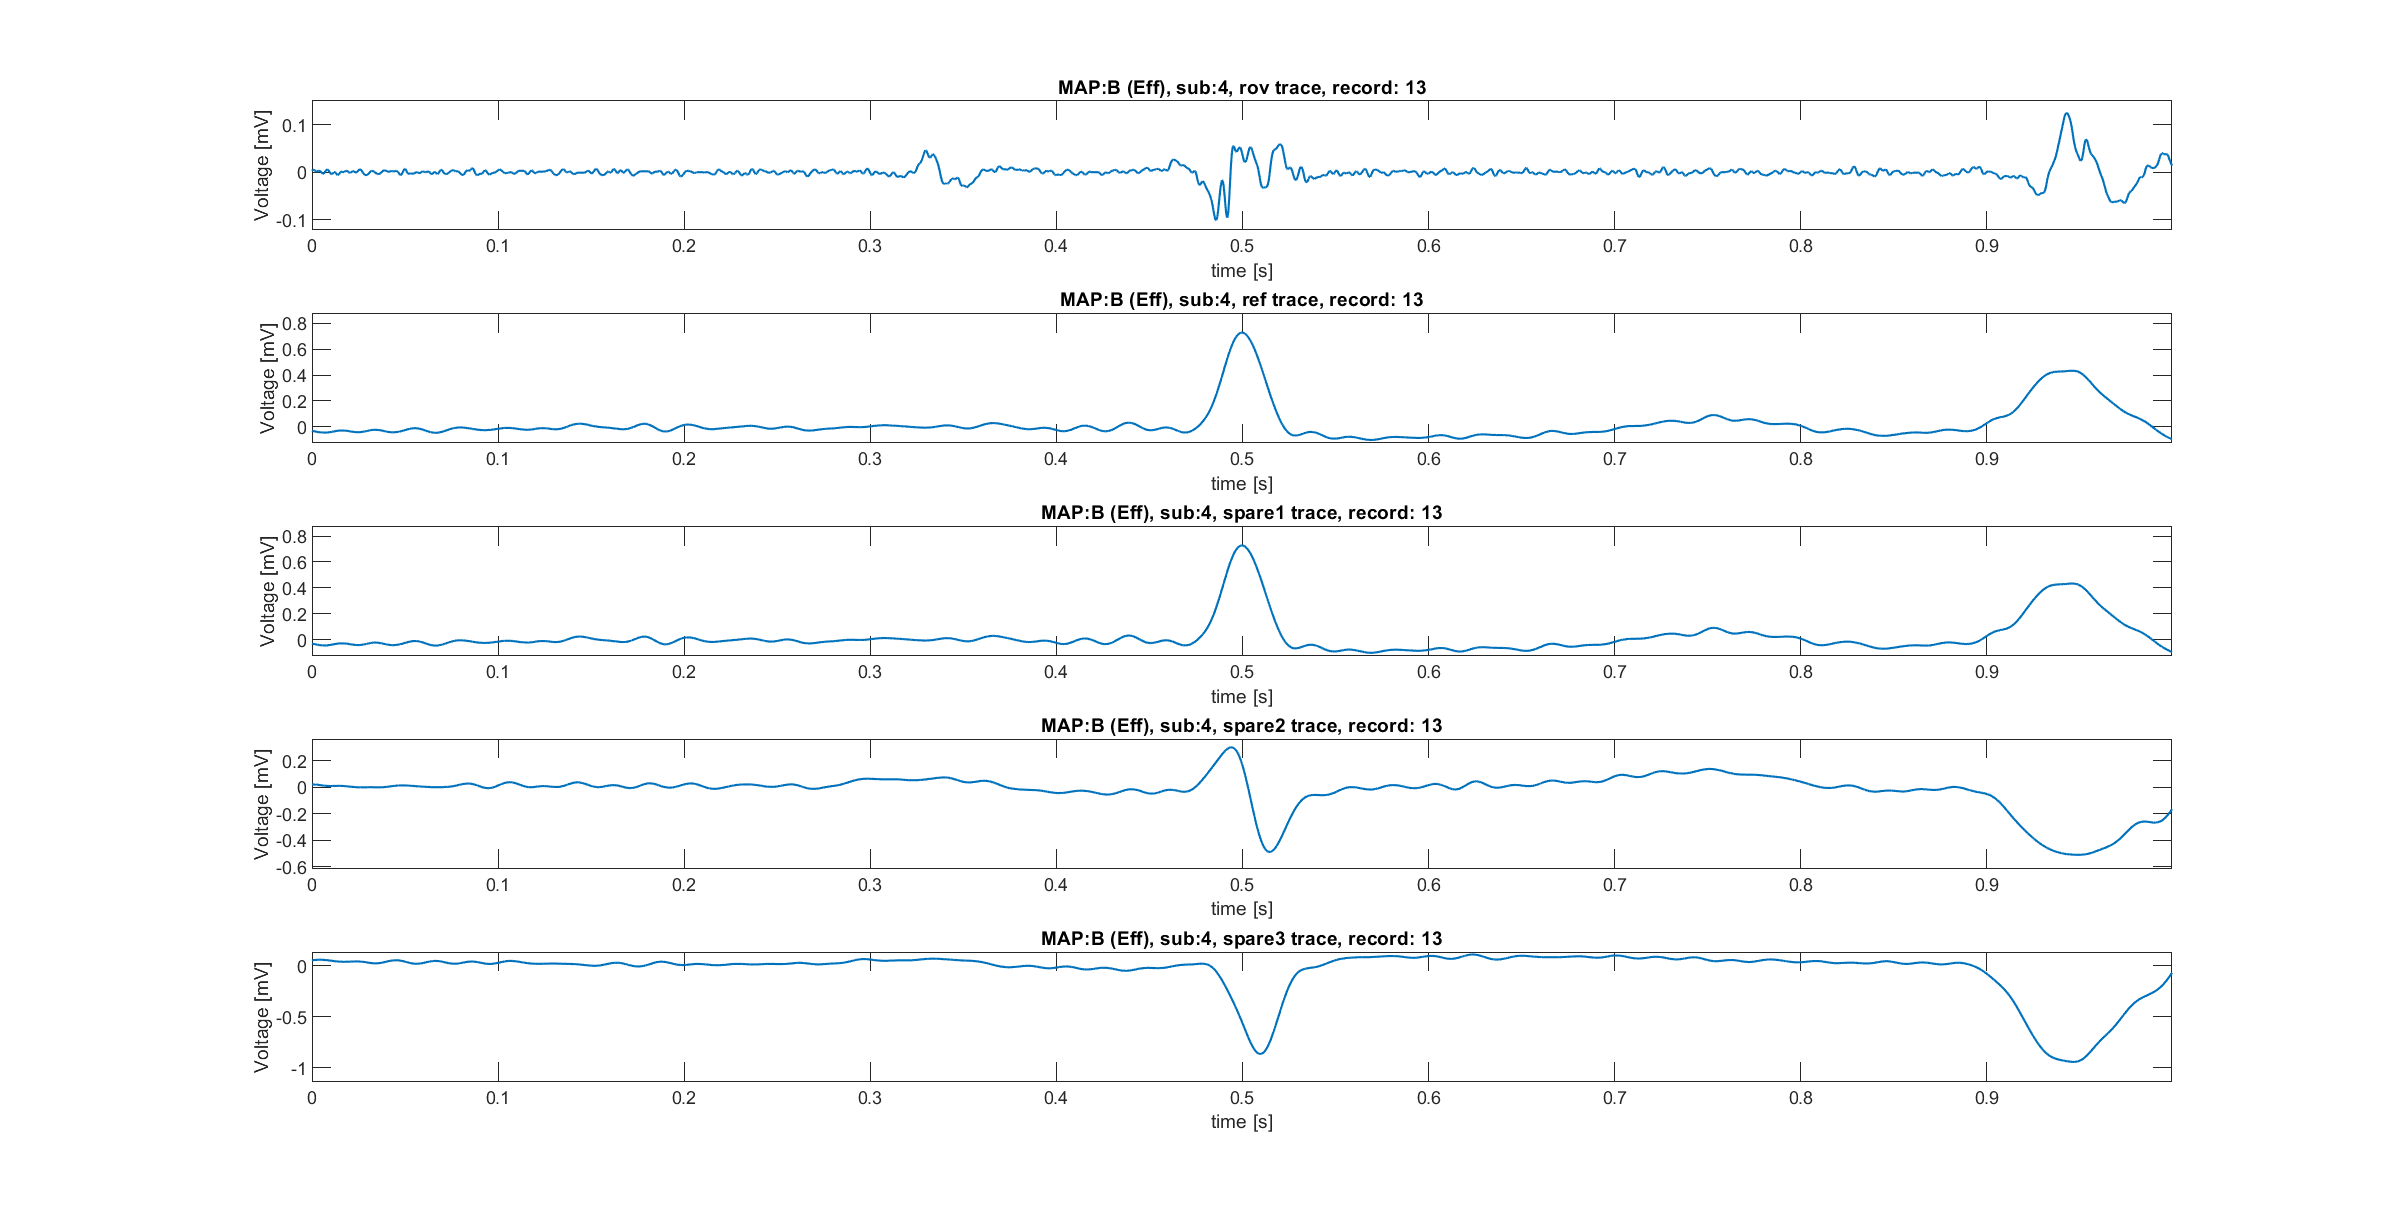 MAP:B (Eff), sub:4, rov trace, record: 13
Voltage [mV]
0.1
0
-0.1
0 0.1 0.2 0.3 0.4 0.5 0.6 0.7 0.8 0.9
time [s]
MAP:B (Eff), sub:4, ref trace, record: 13
Voltage [mV]
0.8
0.6
0.4
0.2
0
0 0.1 0.2 0.3 0.4 0.5 0.6 0.7 0.8 0.9
time [s]
MAP:B (Eff), sub:4, spare1 trace, record: 13
Voltage [mV]
0.8
0.6
0.4
0.2
0
0 0.1 0.2 0.3 0.4 0.5 0.6 0.7 0.8 0.9
time [s]
MAP:B (Eff), sub:4, spare2 trace, record: 13
Voltage [mV]
0.2
0
-0.2
-0.4
-0.6
0 0.1 0.2 0.3 0.4 0.5 0.6 0.7 0.8 0.9
time [s]
MAP:B (Eff), sub:4, spare3 trace, record: 13
Voltage [mV]
0
-0.5
-1
0 0.1 0.2 0.3 0.4 0.5 0.6 0.7 0.8 0.9
time [s]